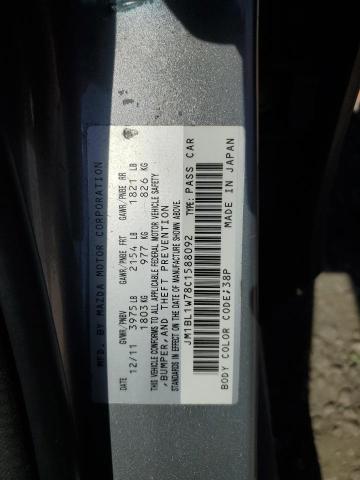 MFD. BY MAZDA MOTOR CORPORATION
DATE GVWR/PNBV GAWR/PNBE FRT GAWR/PNBE RR
12/11 3975 LB 2154 LB 1821 LB
1803 KG 977 KG 826 KG
THIS VEHICLE CONFORMS TO ALL APPLICABLE FEDERAL MOTOR VEHICLE SAFETY
,BUMPER,AND THEFT PREVENTION
STANDARDS IN EFFECT ON THE DATE OF MANUFACTURE SHOWN ABOVE.
JM1BL1W78C1588092 TYPE: PASS CAR
BODY COLOR CODE;38P MADE IN JAPAN